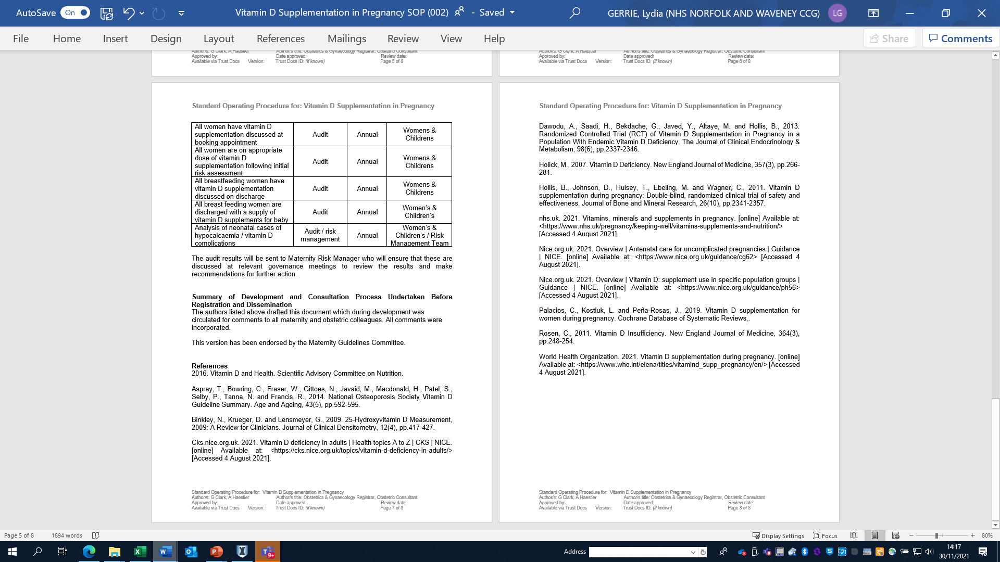 AutoSave On Vitamin D Supplementation in Pregnancy SOP (002) - Saved GERRIE, Lydia (NHS NORFOLK AND WAVENEY CCG) LG
File Home Insert Design Layout References Mailings Review View Help Share Comments
Author/s: G Clark, A Haestier Author/s title: Obstetrics & Gynaecology Registrar, Obstetric Consultant
Approved by: Date approved: Review date:
Available via Trust Docs Version: Trust Docs ID: (if known) Page 5 of 8
Author/s: G Clark, A Haestier Author/s title: Obstetrics & Gynaecology Registrar, Obstetric Consultant
Approved by: Date approved: Review date:
Available via Trust Docs Version: Trust Docs ID: (if known) Page 6 of 8
Standard Operating Procedure for: Vitamin D Supplementation in Pregnancy
All women have vitamin D
supplementation discussed at
booking appointment
Audit
Annual
Womens &
Childrens
All women are on appropriate
dose of vitamin D
supplementation following initial
risk assessment
Audit
Annual
Womens &
Childrens
All breastfeeding women have
vitamin D supplementation
discussed on discharge
Audit
Annual
Womens &
Childrens
All breast feeding women are
discharged with a supply of
vitamin D supplements for baby
Audit
Annual
Women's &
Children's
Analysis of neonatal cases of
hypocalcaemia / vitamin D
complications
Audit / risk
management
Annual
Women's &
Children's / Risk
Management Team
The audit results will be sent to Maternity Risk Manager who will ensure that these are
discussed at relevant governance meetings to review the results and make
recommendations for further action.
Summary of Development and Consultation Process Undertaken Before
Registration and Dissemination
The authors listed above drafted this document which during development was
circulated for comments to all maternity and obstetric colleagues. All comments were
incorporated.
This version has been endorsed by the Maternity Guidelines Committee.
References
2016. Vitamin D and Health. Scientific Advisory Committee on Nutrition.
Aspray, T., Bowring, C., Fraser, W., Gittoes, N., Javaid, M., Macdonald, H., Patel, S.,
Selby, P., Tanna, N. and Francis, R., 2014. National Osteoporosis Society Vitamin D
Guideline Summary. Age and Ageing, 43(5), pp.592-595.
Binkley, N., Krueger, D. and Lensmeyer, G., 2009. 25-Hydroxyvitamin D Measurement,
2009: A Review for Clinicians. Journal of Clinical Densitometry, 12(4), pp.417-427.
Cks.nice.org.uk. 2021. Vitamin D deficiency in adults | Health topics A to Z | CKS | NICE.
[online] Available at: <https://cks.nice.org.uk/topics/vitamin-d-deficiency-in-adults/>
[Accessed 4 August 2021].
Standard Operating Procedure for: Vitamin D Supplementation in Pregnancy
Author/s: G Clark, A Haestier Author/s title: Obstetrics & Gynaecology Registrar, Obstetric Consultant
Approved by: Date approved: Review date:
Available via Trust Docs Version: Trust Docs ID: (if known) Page 7 of 8
Standard Operating Procedure for: Vitamin D Supplementation in Pregnancy
Dawodu, A., Saadi, H., Bekdache, G., Javed, Y., Altaye, M. and Hollis, B., 2013.
Randomized Controlled Trial (RCT) of Vitamin D Supplementation in Pregnancy in a
Population With Endemic Vitamin D Deficiency. The Journal of Clinical Endocrinology &
Metabolism, 98(6), pp.2337-2346.
Holick, M., 2007. Vitamin D Deficiency. New England Journal of Medicine, 357(3), pp.266-
281.
Hollis, B., Johnson, D., Hulsey, T., Ebeling, M. and Wagner, C., 2011. Vitamin D
supplementation during pregnancy: Double-blind, randomized clinical trial of safety and
effectiveness. Journal of Bone and Mineral Research, 26(10), pp.2341-2357.
nhs.uk. 2021. Vitamins, minerals and supplements in pregnancy. [online] Available at:
<https://www.nhs.uk/pregnancy/keeping-well/vitamins-supplements-and-nutrition/>
[Accessed 4 August 2021].
Nice.org.uk. 2021. Overview | Antenatal care for uncomplicated pregnancies | Guidance
| NICE. [online] Available at: <https://www.nice.org.uk/guidance/cg62> [Accessed 4
August 2021].
Nice.org.uk. 2021. Overview | Vitamin D: supplement use in specific population groups |
Guidance | NICE. [online] Available at: <https://www.nice.org.uk/guidance/ph56>
[Accessed 4 August 2021].
Palacios, C., Kostiuk, L. and Peña-Rosas, J., 2019. Vitamin D supplementation for
women during pregnancy. Cochrane Database of Systematic Reviews,.
Rosen, C., 2011. Vitamin D Insufficiency. New England Journal of Medicine, 364(3),
pp.248-254.
World Health Organization. 2021. Vitamin D supplementation during pregnancy. [online]
Available at: <https://www.who.int/elena/titles/vitamind_supp_pregnancy/en/> [Accessed
4 August 2021].
Standard Operating Procedure for: Vitamin D Supplementation in Pregnancy
Author/s: G Clark, A Haestier Author/s title: Obstetrics & Gynaecology Registrar, Obstetric Consultant
Approved by: Date approved: Review date:
Available via Trust Docs Version: Trust Docs ID: (if known) Page 8 of 8
Page 5 of 8 1894 words Display Settings Focus 80%
Address 14:17
30/11/2021
9+